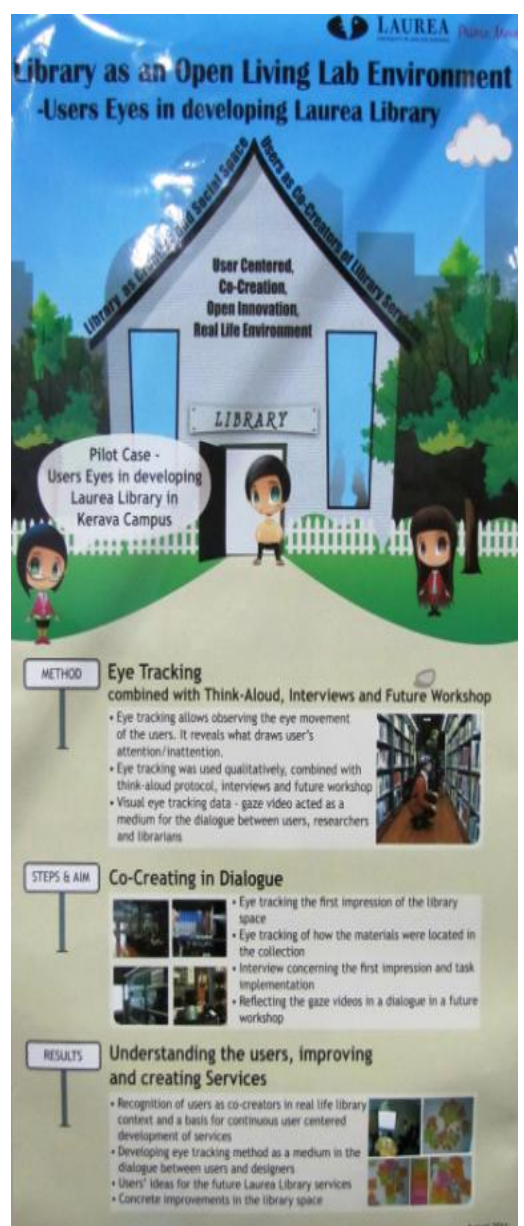 LAUREA
Library as an Open Living Lab Environment
-Users Eyes in developing Laurea Library
Library as and Social Space
Users as Co-Creators of Library
User Centered,
Co-Creation,
Open Innovation,
Real Life Environment
LIBRARY
Pilot Case -
Users Eyes in developing
Laurea Library in
Kerava Campus
METHOD
Eye Tracking
combined with Think-Aloud, Interviews and Future Workshop
• Eye tracking allows observing the eye movement
of the users. It reveals what draws user's
attention/inattention.
• Eye tracking was used qualitatively, combined with
think-aloud protocol, interviews and future workshop
• Visual eye tracking data - gaze video acted as a
medium for the dialogue between users, researchers
and librarians
STEPS & AIM
Co-Creating in Dialogue
• Eye tracking the first impression of the library
space
• Eye tracking of how the materials were located in
the collection
• Interview concerning the first impression and task
implementation
• Reflecting the gaze videos in a dialogue in a future
workshop
RESULTS
Understanding the users, improving
and creating Services
• Recognition of users as co-creators in real life library
context and a basis for continuous user centered
development of services
• Developing eye tracking method as a medium in the
dialogue between users and designers
• Users' ideas for the future Laurea Library services
• Concrete improvements in the library space